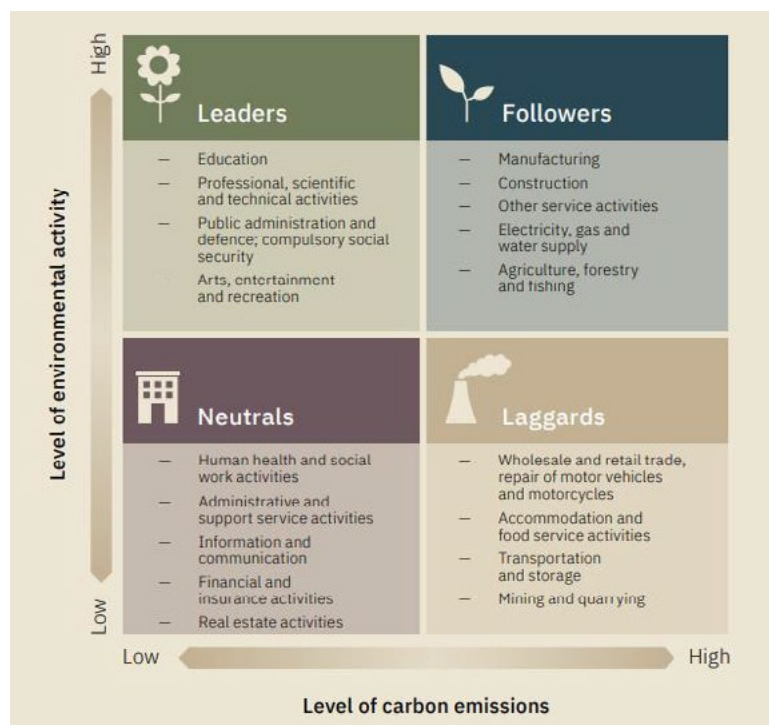 High
Level of environmental activity
Low
Leaders
— Education
— Professional, scientific
and technical activities
— Public administration and
defence; compulsory social
security
Arts, entertainment
and recreation
Followers
— Manufacturing
— Construction
— Other service activities
— Electricity, gas and
water supply
— Agriculture, forestry
and fishing
Neutrals
— Human health and social
work activities
— Administrative and
support service activities
— Information and
communication
— Financial and
insurance activities
— Real estate activities
Laggards
— Wholesale and retail trade,
repair of motor vehicles
and motorcycles
— Accommodation and
food service activities
— Transportation
and storage
— Mining and quarrying
Low
High
Level of carbon emissions